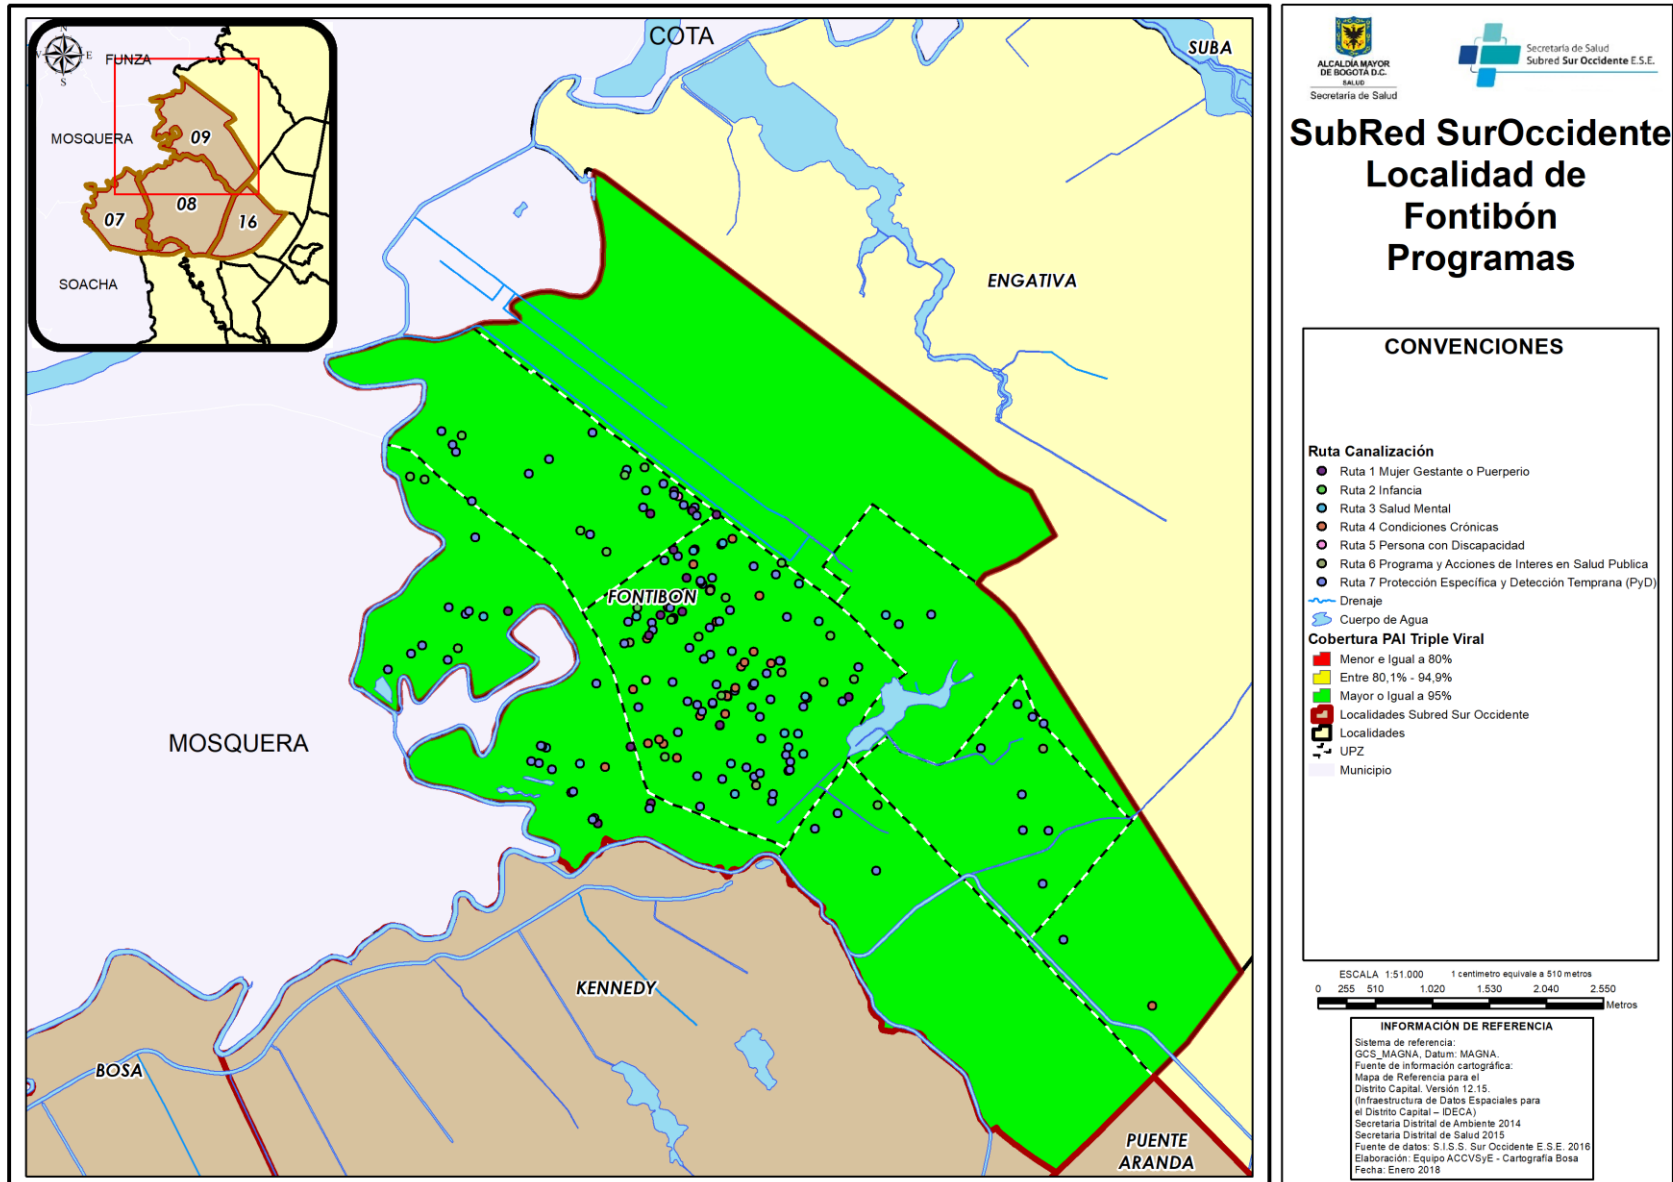 COTA
SUBA
ENGATIVA
FONTIBON
MOSQUERA
KENNEDY
BOSA
PUENTE
ARANDA
N
E
S
FUNZA
MOSQUERA
09
08
07
16
SOACHA
ALCALDÍA MAYOR
DE BOGOTÁ D.C.
SALUD
Secretaría de Salud
Secretaría de Salud
Subred Sur Occidente E.S.E.
SubRed SurOccidente
Localidad de
Fontibón
Programas
CONVENCIONES
Ruta Canalización
Ruta 1 Mujer Gestante o Puerperio
Ruta 2 Infancia
Ruta 3 Salud Mental
Ruta 4 Condiciones Crónicas
Ruta 5 Persona con Discapacidad
Ruta 6 Programa y Acciones de Interes en Salud Publica
Ruta 7 Protección Específica y Detección Temprana (PyD)
Drenaje
Cuerpo de Agua
Cobertura PAI Triple Viral
Menor e Igual a 80%
Entre 80,1% - 94,9%
Mayor o Igual a 95%
Localidades Subred Sur Occidente
Localidades
UPZ
Municipio
ESCALA 1:51.000 1 centimetro equivale a 510 metros
0 255 510 1.020 1.530 2.040 2.550
Metros
INFORMACIÓN DE REFERENCIA
Sistema de referencia:
GCS_MAGNA, Datum: MAGNA.
Fuente de información cartográfica:
Mapa de Referencia para el
Distrito Capital. Versión 12.15.
(Infraestructura de Datos Espaciales para
el Distrito Capital – IDECA)
Secretaria Distrital de Ambiente 2014
Secretaria Distrital de Salud 2015
Fuente de datos: S.I.S.S. Sur Occidente E.S.E. 2016
Elaboración: Equipo ACCVSyE - Cartografía Bosa
Fecha: Enero 2018